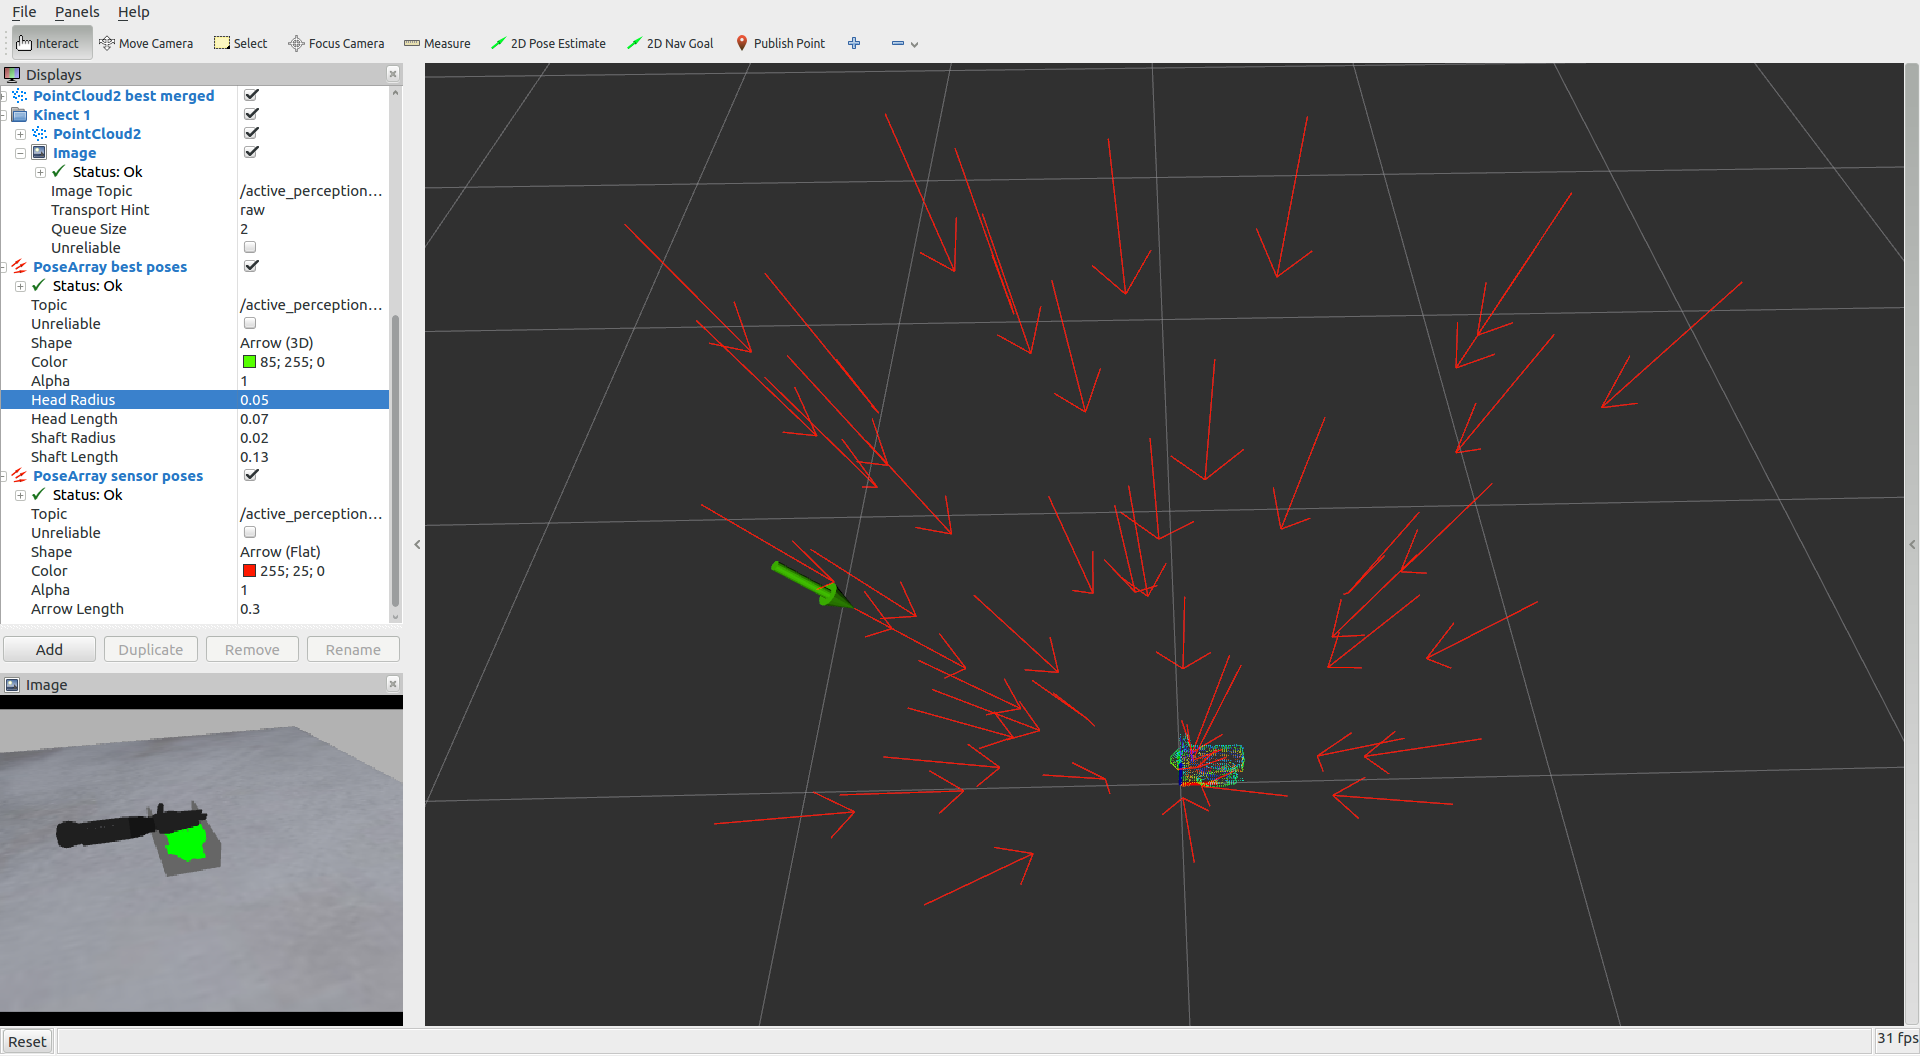 File Panels Help
Interact Move Camera Select Focus Camera Measure 2D Pose Estimate 2D Nav Goal Publish Point
Displays
PointCloud2 best merged
Kinect 1
PointCloud2
Image
Status: Ok
Image Topic /active_perception...
Transport Hint raw
Queue Size 2
Unreliable
PoseArray best poses
Status: Ok
Topic /active_perception...
Unreliable
Shape Arrow (3D)
Color 85; 255; 0
Alpha 1
Head Radius 0.05
Head Length 0.07
Shaft Radius 0.02
Shaft Length 0.13
PoseArray sensor poses
Status: Ok
Topic /active_perception...
Unreliable
Shape Arrow (Flat)
Color 255; 25; 0
Alpha 1
Arrow Length 0.3
Add Duplicate Remove Rename
Image
Reset 31 fps